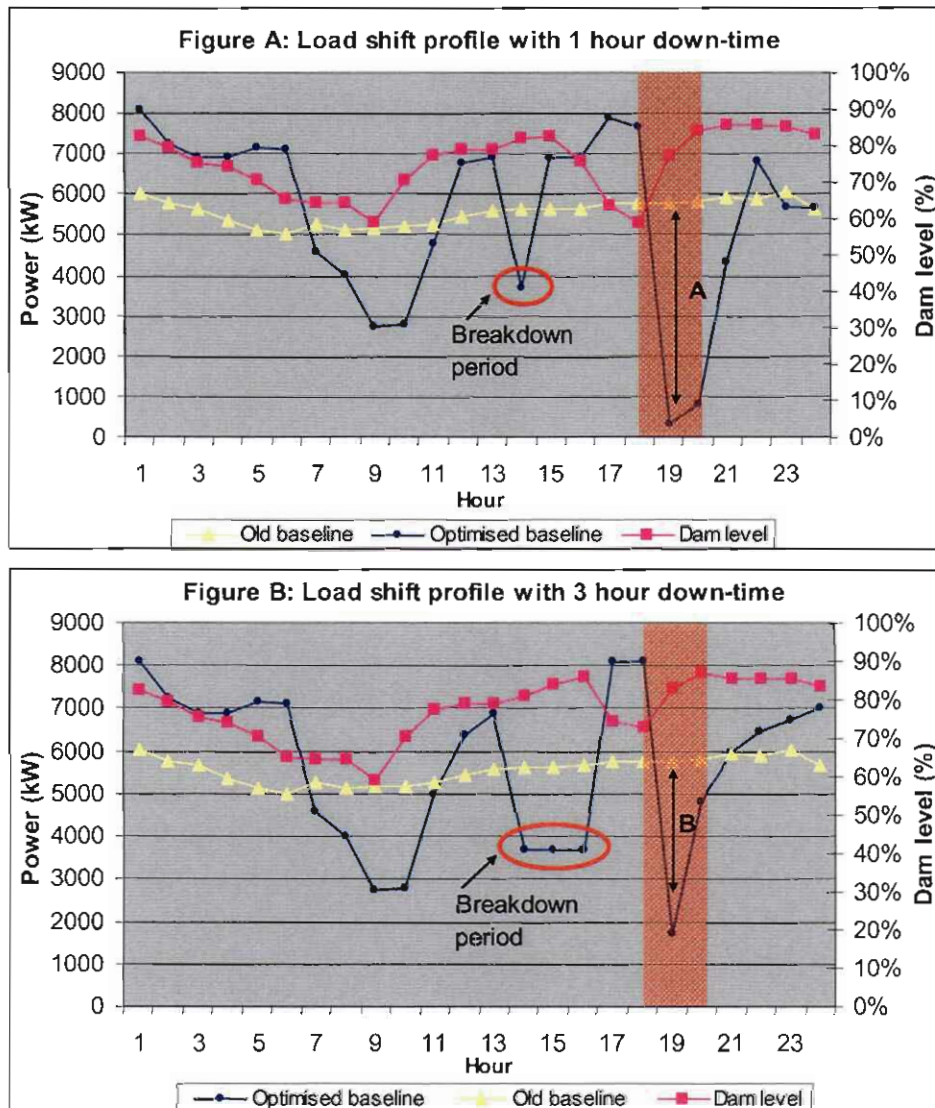 Figure A: Load shift profile with 1 hour down-time
9000
8000
7000
6000
5000
4000
3000
2000
1000
0
Power (kW)
100%
90%
80%
70%
60%
50%
40%
30%
20%
10%
0%
Dam level (%)
A
Breakdown
period
1 3 5 7 9 11 13 15 17 19 21 23
Hour
Old baseline Optimised baseline Dam level
Figure B: Load shift profile with 3 hour down-time
9000
8000
7000
6000
5000
4000
3000
2000
1000
0
Power (kW)
100%
90%
80%
70%
60%
50%
40%
30%
20%
10%
0%
Dam level (%)
B
Breakdown
period
1 3 5 7 9 11 13 15 17 19 21 23
Hour
Optimised baseline Old baseline Dam level